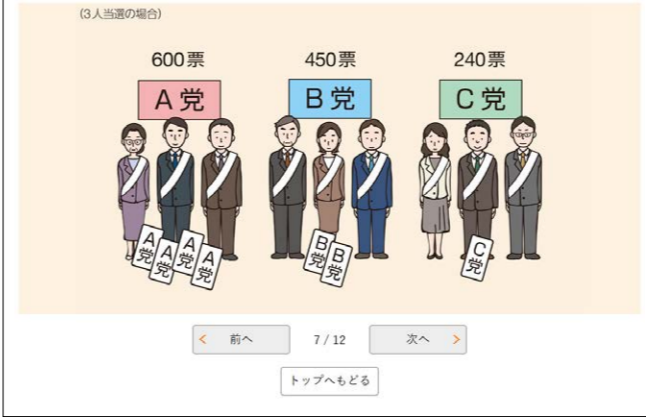 (3人当選の場合)
600票 450票 240票
A党 B党 C党
A党 A党 A党 A党 B党 B党 C党
前へ 7 / 12 次へ
トップへもどる